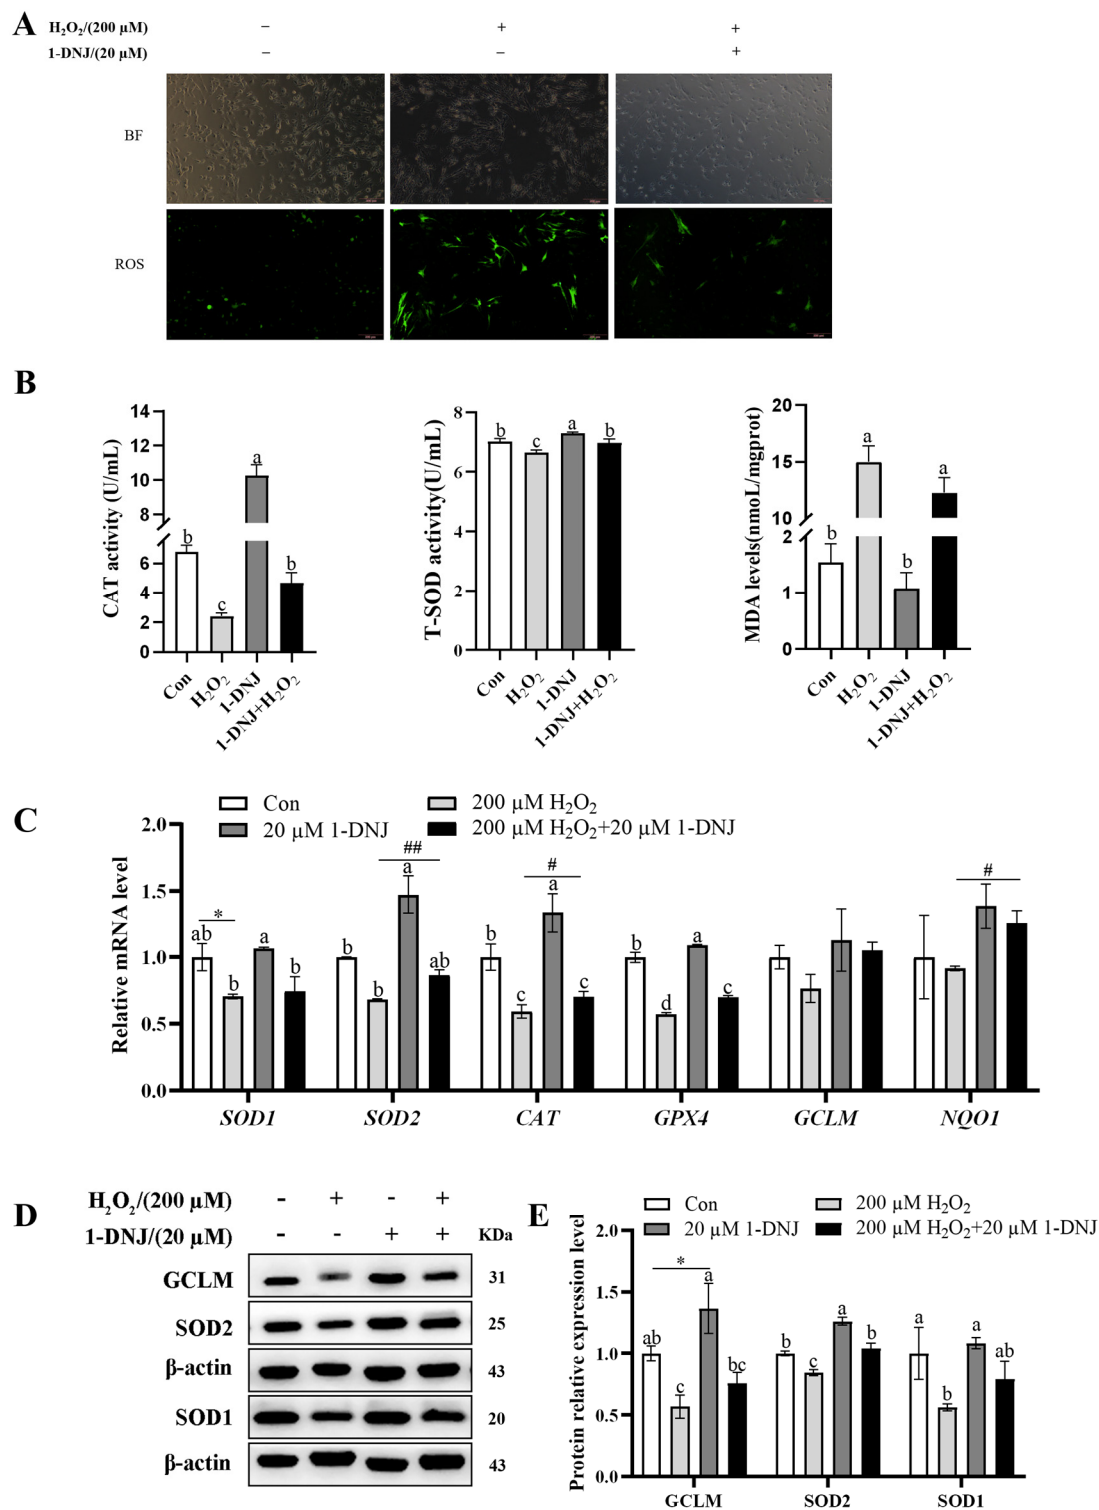 A
H₂O₂/(200 µM) − + +
1-DNJ/(20 µM) − − +
BF
ROS
B
CAT activity (U/mL)
14
12
10
8
6
4
2
0
b
c
a
b
Con
H₂O₂
1-DNJ
1-DNJ+H₂O₂
T-SOD activity(U/mL)
8
6
4
2
0
b
c
a
b
Con
H₂O₂
1-DNJ
1-DNJ+H₂O₂
MDA levels(nmoL/mgprot)
20
15
10
2
1
0
b
a
b
a
Con
H₂O₂
1-DNJ
1-DNJ+H₂O₂
C
Con 200 µM H₂O₂
20 µM 1-DNJ 200 µM H₂O₂+20 µM 1-DNJ
Relative mRNA level
2.0
1.5
1.0
0.5
0.0
*
ab b a b
##
b b a ab
#
b c a c
b d a c
#
SOD1 SOD2 CAT GPX4 GCLM NQO1
D
H₂O₂/(200 µM) - + - +
1-DNJ/(20 µM) - - + + KDa
GCLM 31
SOD2 25
β-actin 43
SOD1 20
β-actin 43
E
Con 200 µM H₂O₂
20 µM 1-DNJ 200 µM H₂O₂+20 µM 1-DNJ
Protein relative expression level
2.0
1.5
1.0
0.5
0.0
*
ab c a bc
b c a b
a b a ab
GCLM SOD2 SOD1